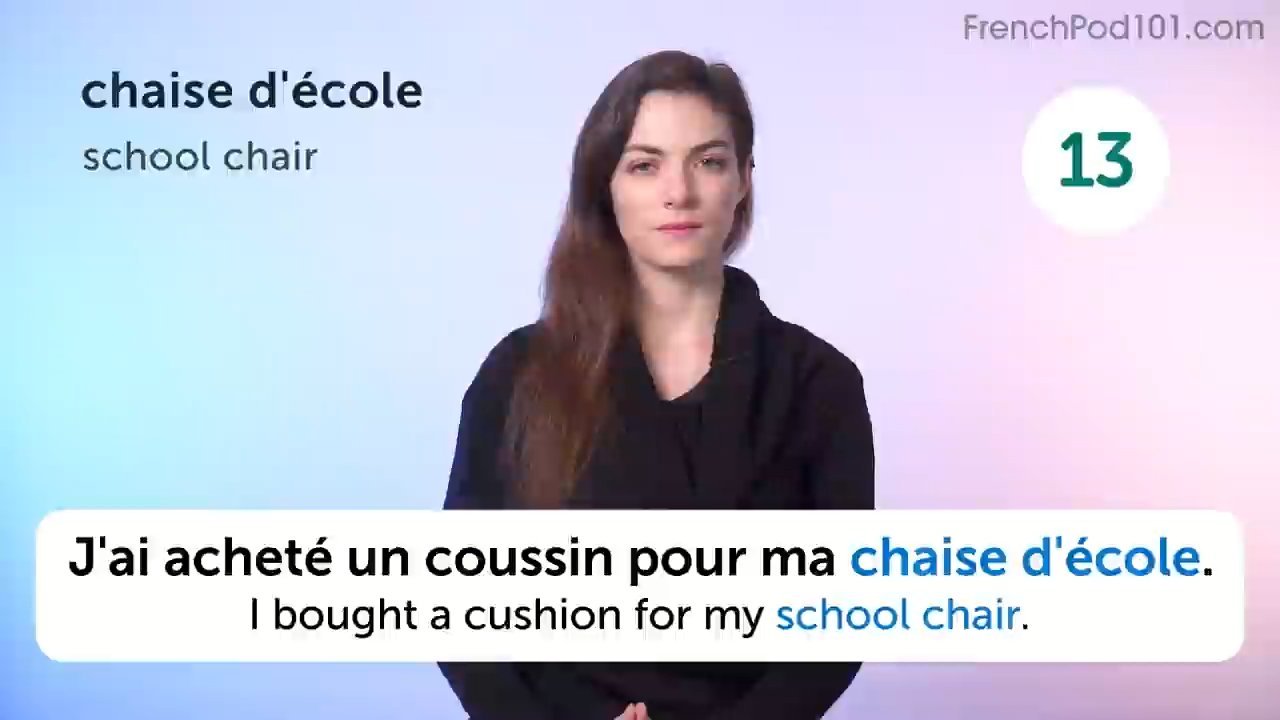 FrenchPod101.com
chaise d'école
school chair
13
J'ai acheté un coussin pour ma chaise d'école.
I bought a cushion for my school chair.